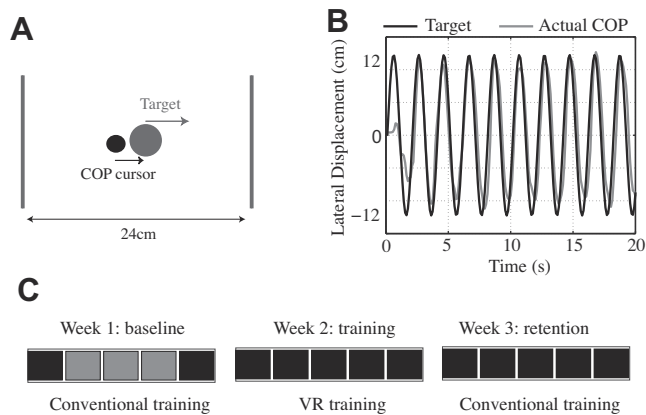 A
Target
COP cursor
24cm
B
Target Actual COP
Lateral Displacement (cm)
12
0
−12
0 5 10 15 20
Time (s)
C
Week 1: baseline Week 2: training Week 3: retention
Conventional training VR training Conventional training